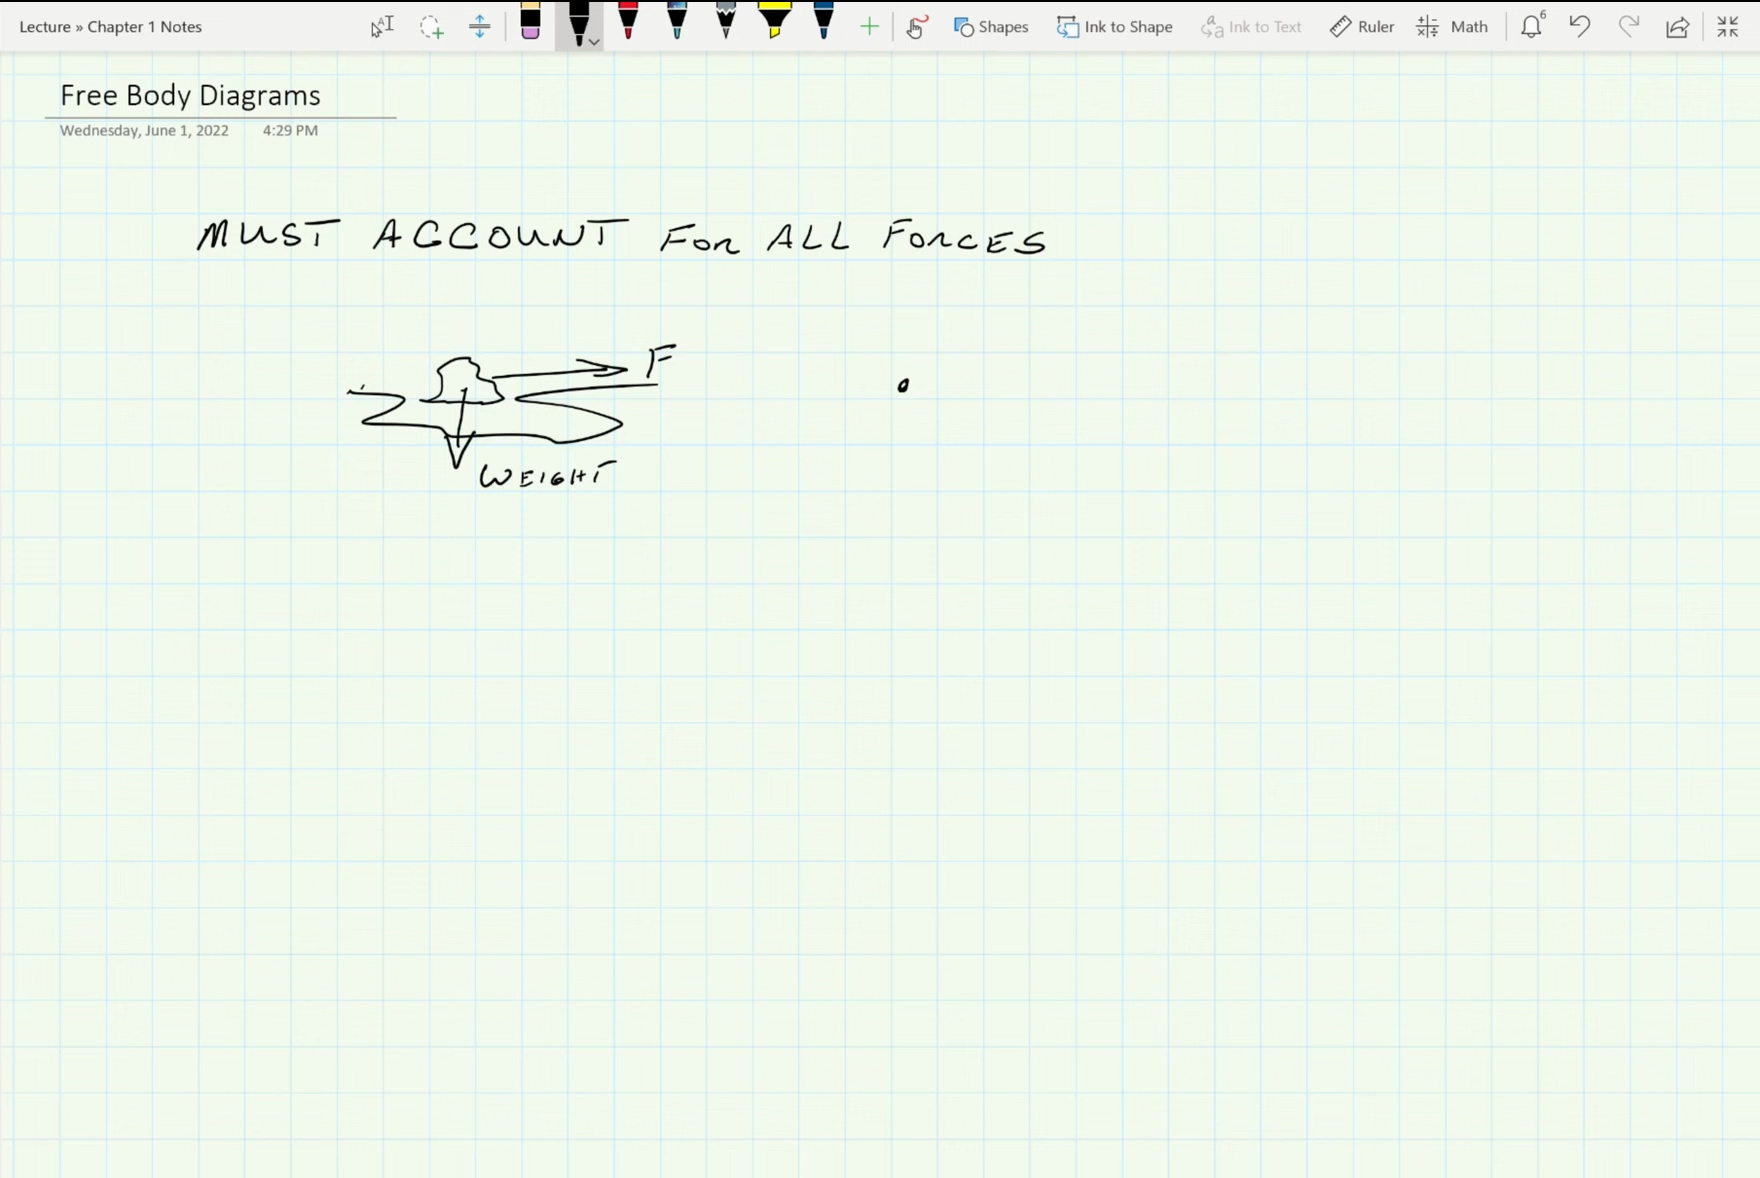 Lecture » Chapter 1 Notes
Shapes
Ink to Shape
Ink to Text
Ruler
Math
6
Free Body Diagrams
Wednesday, June 1, 2022 4:29 PM
MUST ACCOUNT FOR ALL FORCES
F
WEIGHT